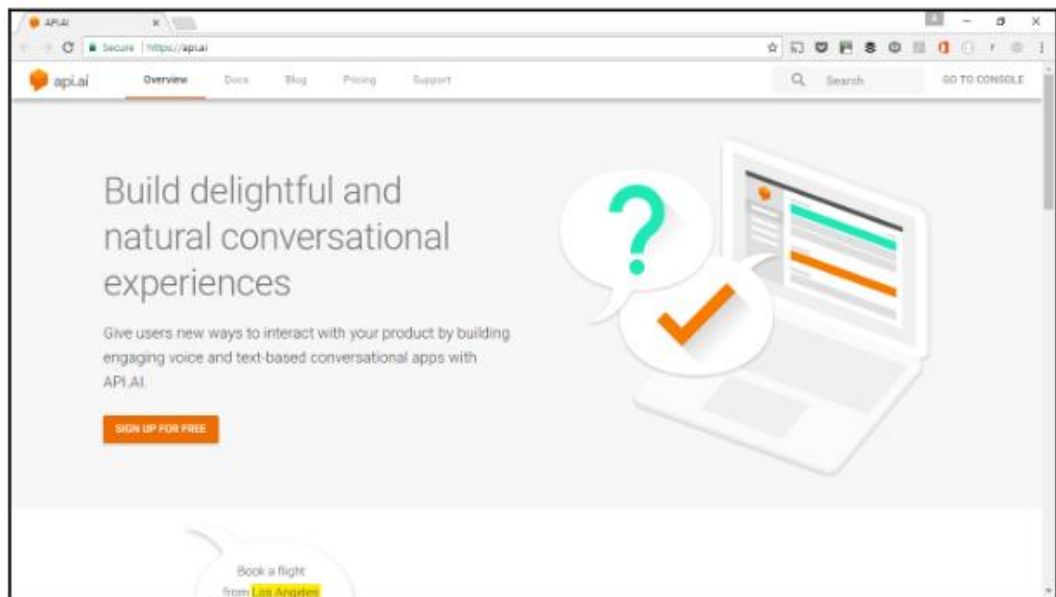 API.AI
Secure | https://api.ai
api.ai Overview Docs Blog Pricing Support Search GO TO CONSOLE
Build delightful and
natural conversational
experiences
Give users new ways to interact with your product by building
engaging voice and text-based conversational apps with
API.AI.
SIGN UP FOR FREE
Book a flight
from Los Angeles